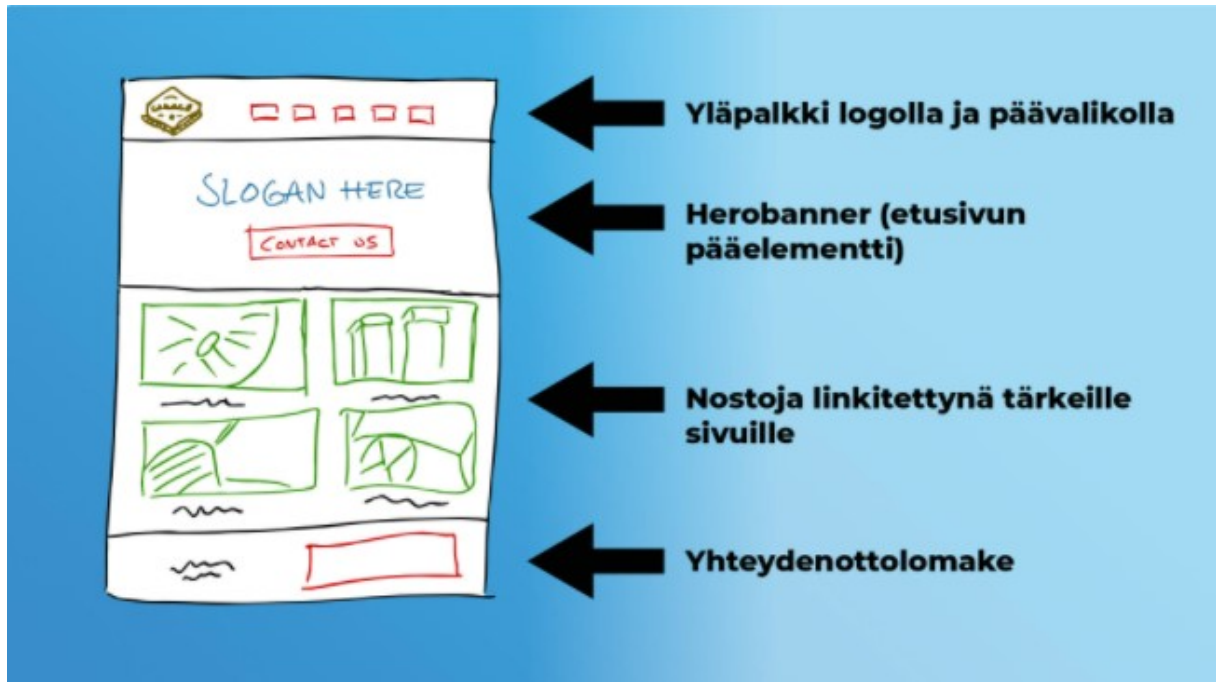 Yläpalkki logolla ja päävalikolla
SLOGAN HERE
CONTACT US
Herobanner (etusivun
pääelementti)
Nostoja linkitettynä tärkeille
sivuille
Yhteydenottolomake